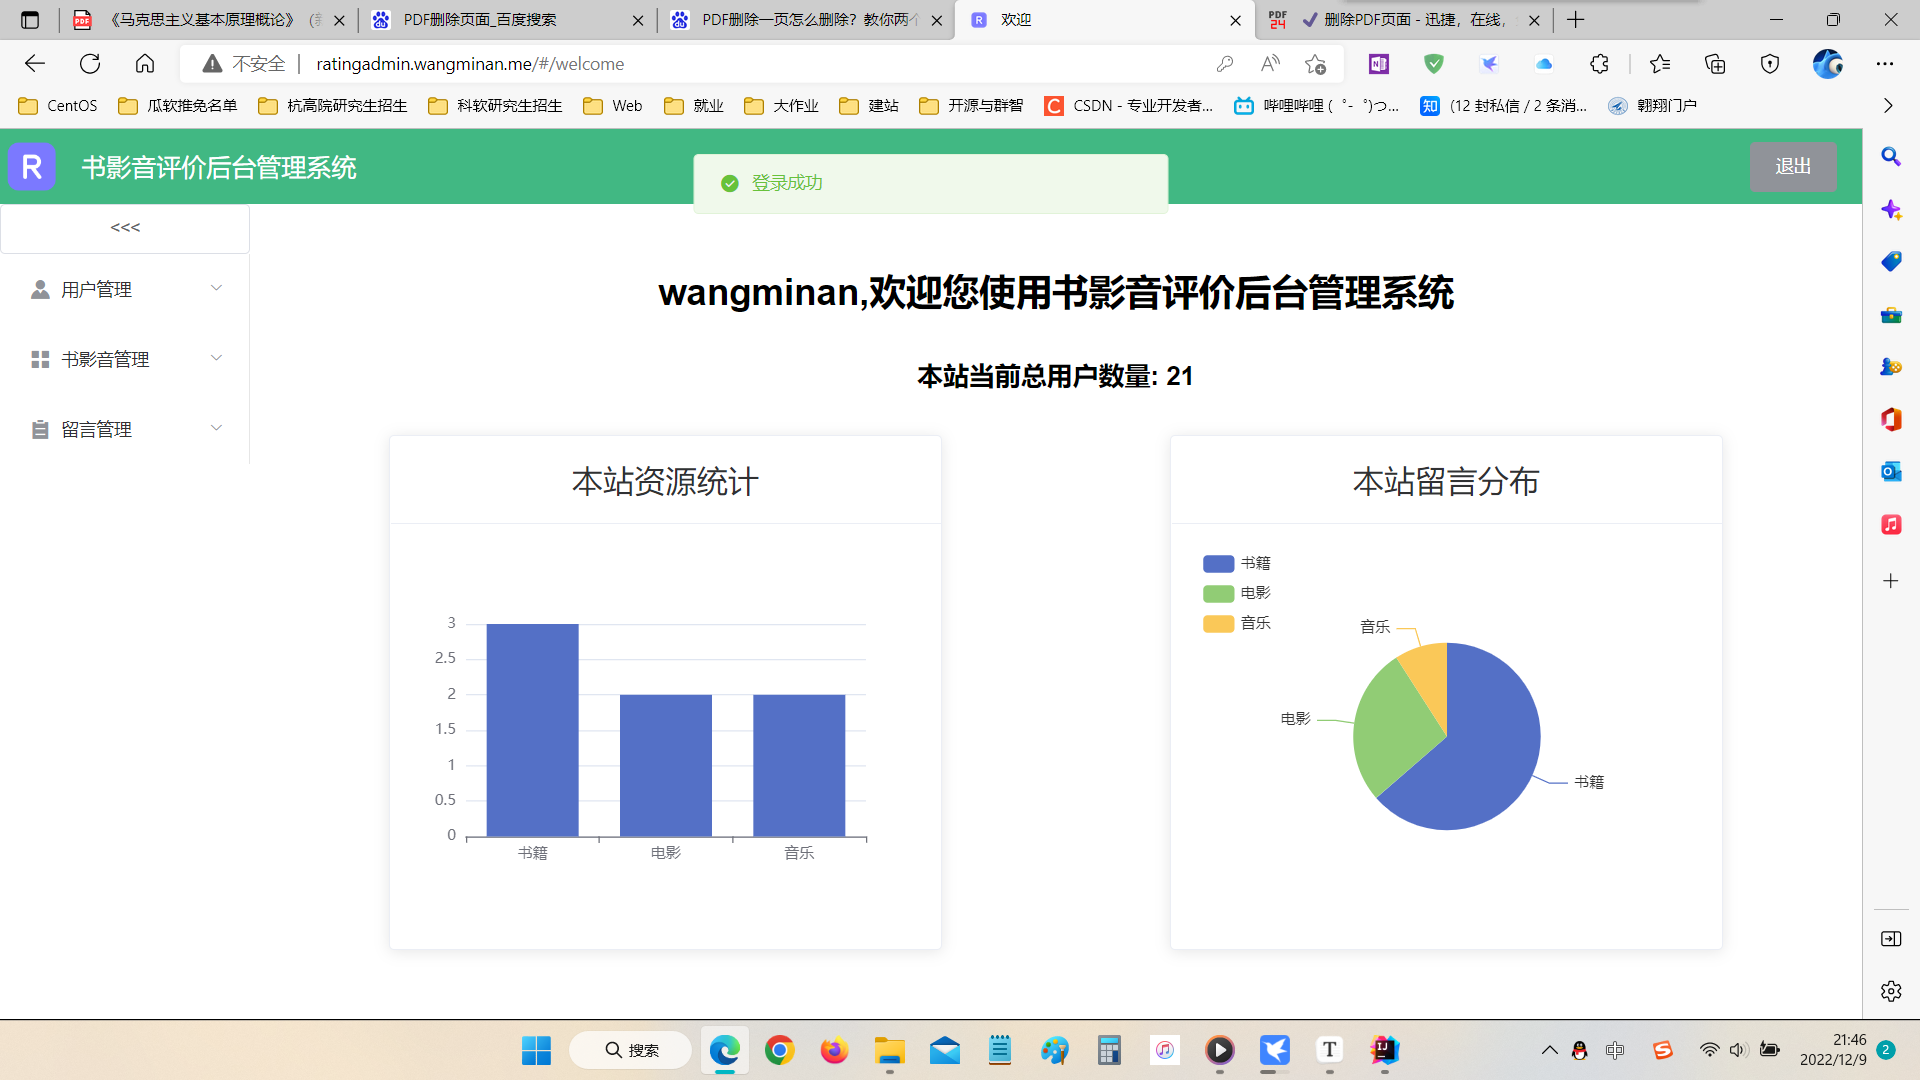 《马克思主义基本原理概论》
PDF删除页面_百度搜索
PDF删除一页怎么删除？教你两个
欢迎
删除PDF页面 - 迅捷，在线，
不安全
ratingadmin.wangminan.me/#/welcome
CentOS
瓜软推免名单
杭高院研究生招生
科软研究生招生
Web
就业
大作业
建站
开源与群智
CSDN - 专业开发者...
哔哩哔哩 ( ゜- ゜)つ...
(12 封私信 / 2 条消...
翱翔门户
R
书影音评价后台管理系统
登录成功
退出
<<<
用户管理
书影音管理
留言管理
wangminan,欢迎您使用书影音评价后台管理系统
本站当前总用户数量: 21
本站资源统计
3
2.5
2
1.5
1
0.5
0
书籍
电影
音乐
本站留言分布
书籍
电影
音乐
音乐
电影
书籍
搜索
中
21:46
2022/12/9
2